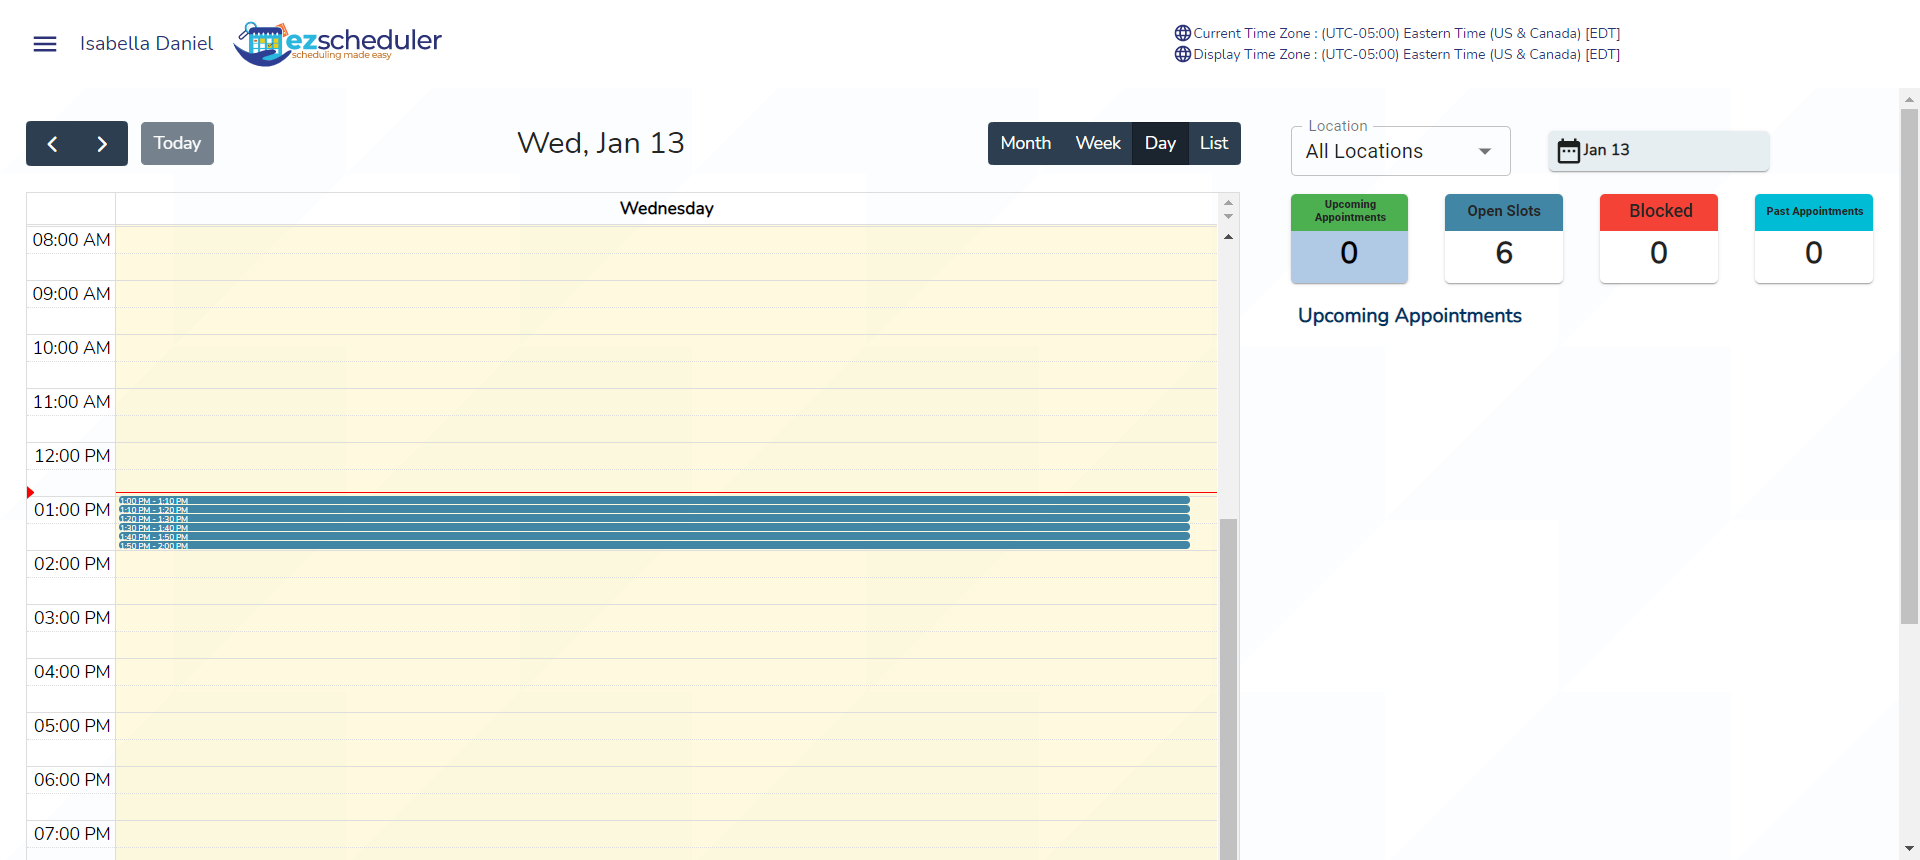 Isabella Daniel
ezscheduler
scheduling made easy
Current Time Zone : (UTC-05:00) Eastern Time (US & Canada) [EDT]
Display Time Zone : (UTC-05:00) Eastern Time (US & Canada) [EDT]
Today
Wed, Jan 13
Month Week Day List
Location
All Locations
Jan 13
Wednesday
08:00 AM
09:00 AM
10:00 AM
11:00 AM
12:00 PM
01:00 PM
1:00 PM - 1:10 PM
1:10 PM - 1:20 PM
1:20 PM - 1:30 PM
1:30 PM - 1:40 PM
1:40 PM - 1:50 PM
1:50 PM - 2:00 PM
02:00 PM
03:00 PM
04:00 PM
05:00 PM
06:00 PM
07:00 PM
Upcoming
Appointments
0
Open Slots
6
Blocked
0
Past Appointments
0
Upcoming Appointments